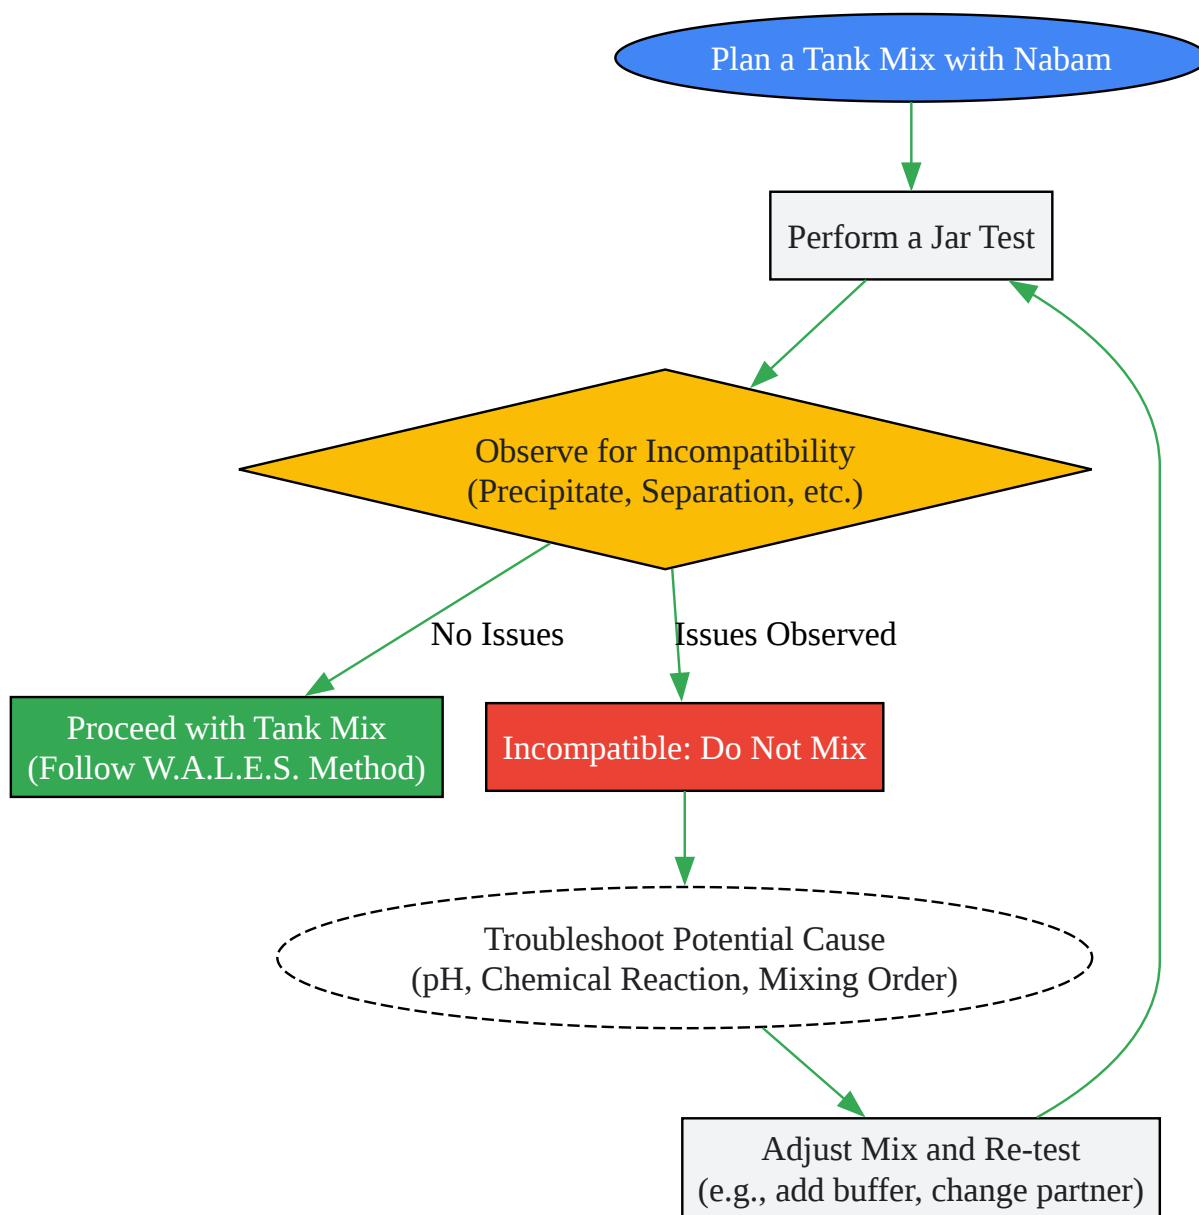 Plan a Tank Mix with Nabam
Perform a Jar Test
Observe for Incompatibility
(Precipitate, Separation, etc.)
No Issues
Issues Observed
Proceed with Tank Mix
(Follow W.A.L.E.S. Method)
Incompatible: Do Not Mix
Troubleshoot Potential Cause
(pH, Chemical Reaction, Mixing Order)
Adjust Mix and Re-test
(e.g., add buffer, change partner)